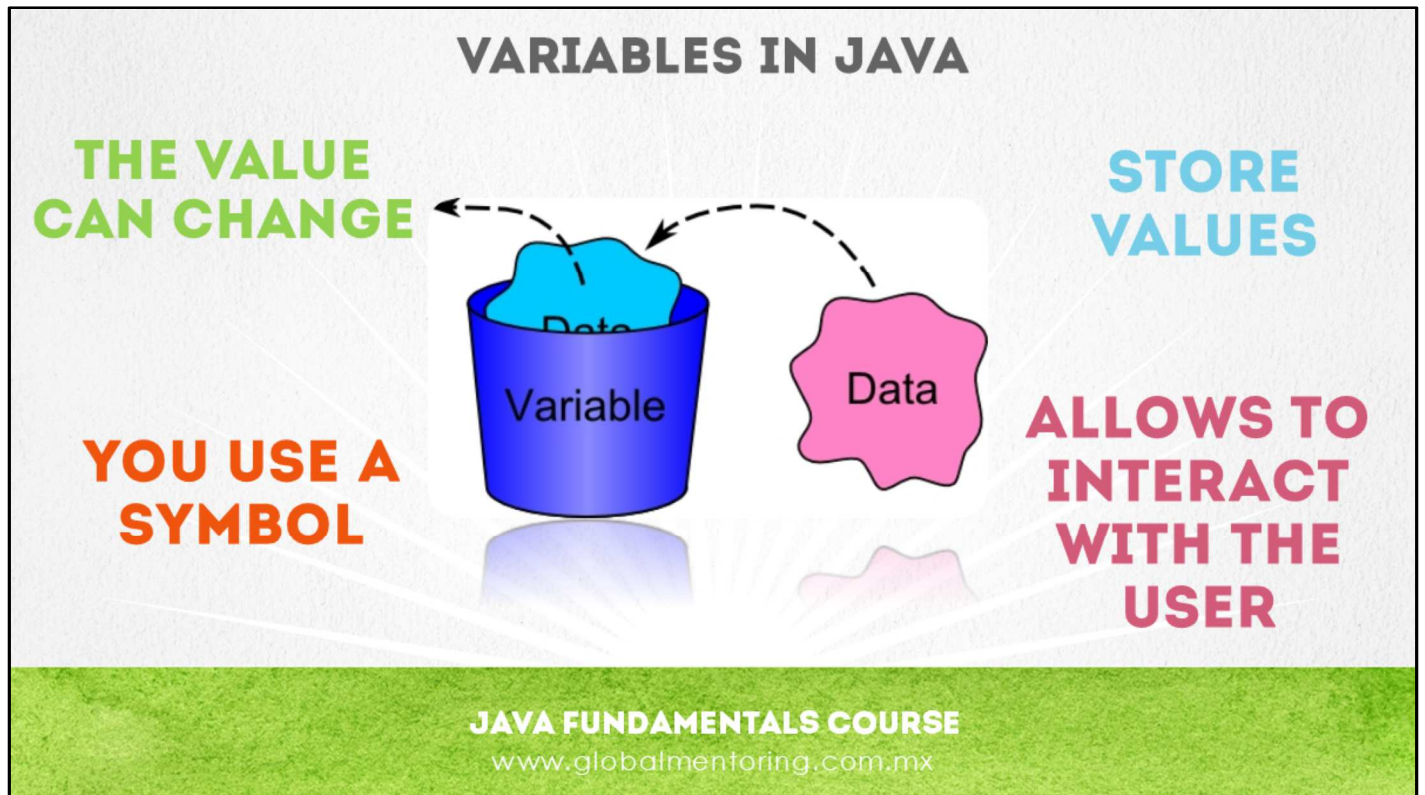 VARIABLES IN JAVA
THE VALUE
CAN CHANGE
STORE
VALUES
Data
Variable
Data
YOU USE A
SYMBOL
ALLOWS TO
INTERACT
WITH THE
USER
JAVA FUNDAMENTALS COURSE
www.globalmentoring.com.mx